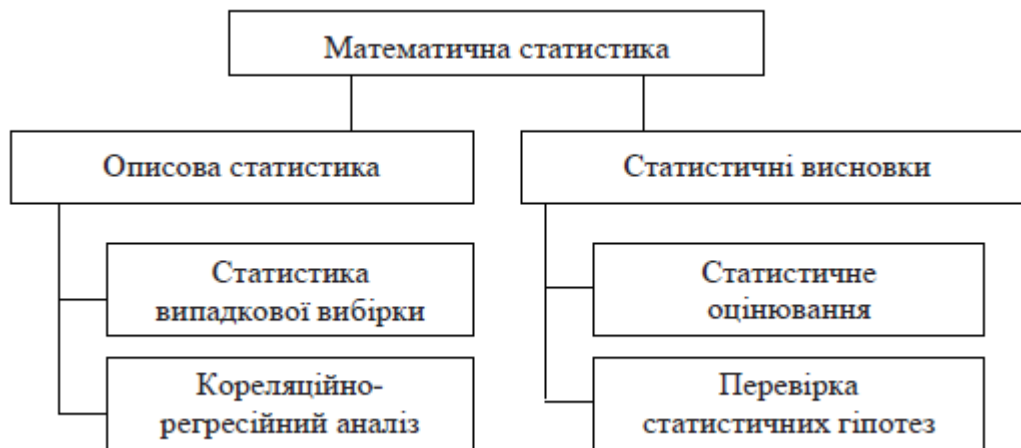 Математична статистика
Описова статистика
Статистичні висновки
Статистика
випадкової вибірки
Статистичне
оцінювання
Кореляційно-
регресійний аналіз
Перевірка
статистичних гіпотез